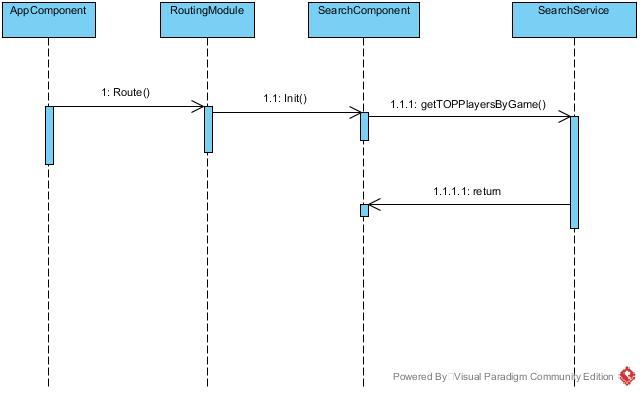 AppComponent
RoutingModule
SearchComponent
SearchService
1: Route()
1.1: Init()
1.1.1: getTOPPlayersByGame()
1.1.1.1: return
Powered By Visual Paradigm Community Edition